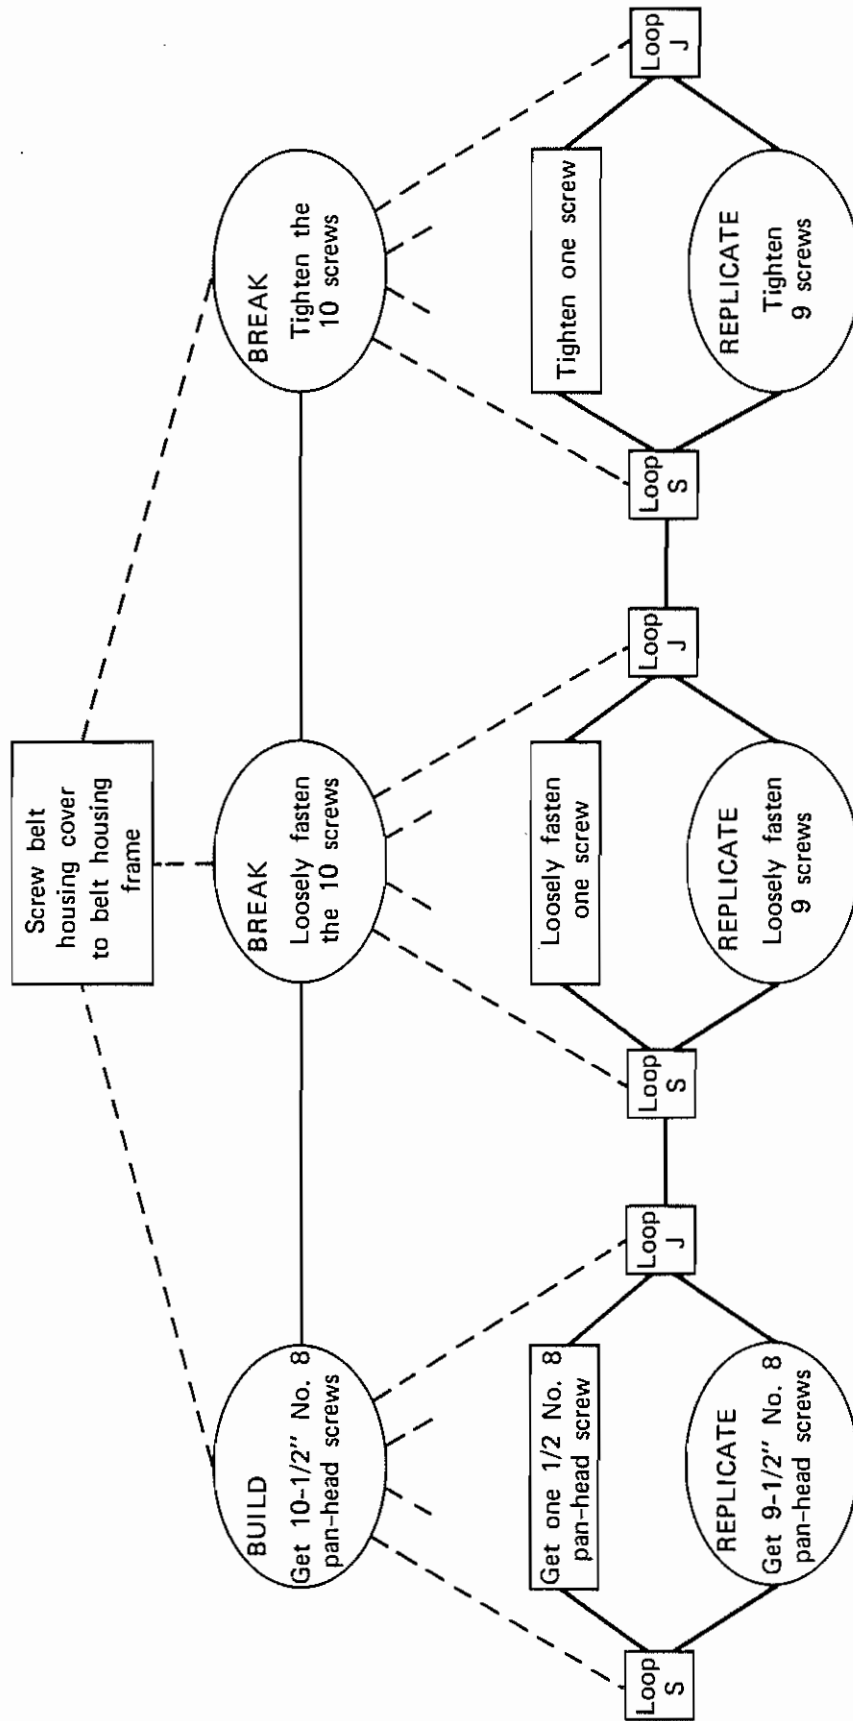 Screw belt
housing cover
to belt housing
frame
BUILD
Get 10-1/2" No. 8
pan-head screws
BREAK
Loosely fasten
the 10 screws
BREAK
Tighten the
10 screws
Loop
S
Get one 1/2 No. 8
pan-head screw
REPLICATE
Get 9-1/2" No. 8
pan-head screws
Loop
J
Loop
S
Loosely fasten
one screw
REPLICATE
Loosely fasten
9 screws
Loop
J
Loop
S
Tighten one screw
REPLICATE
Tighten
9 screws
Loop
J